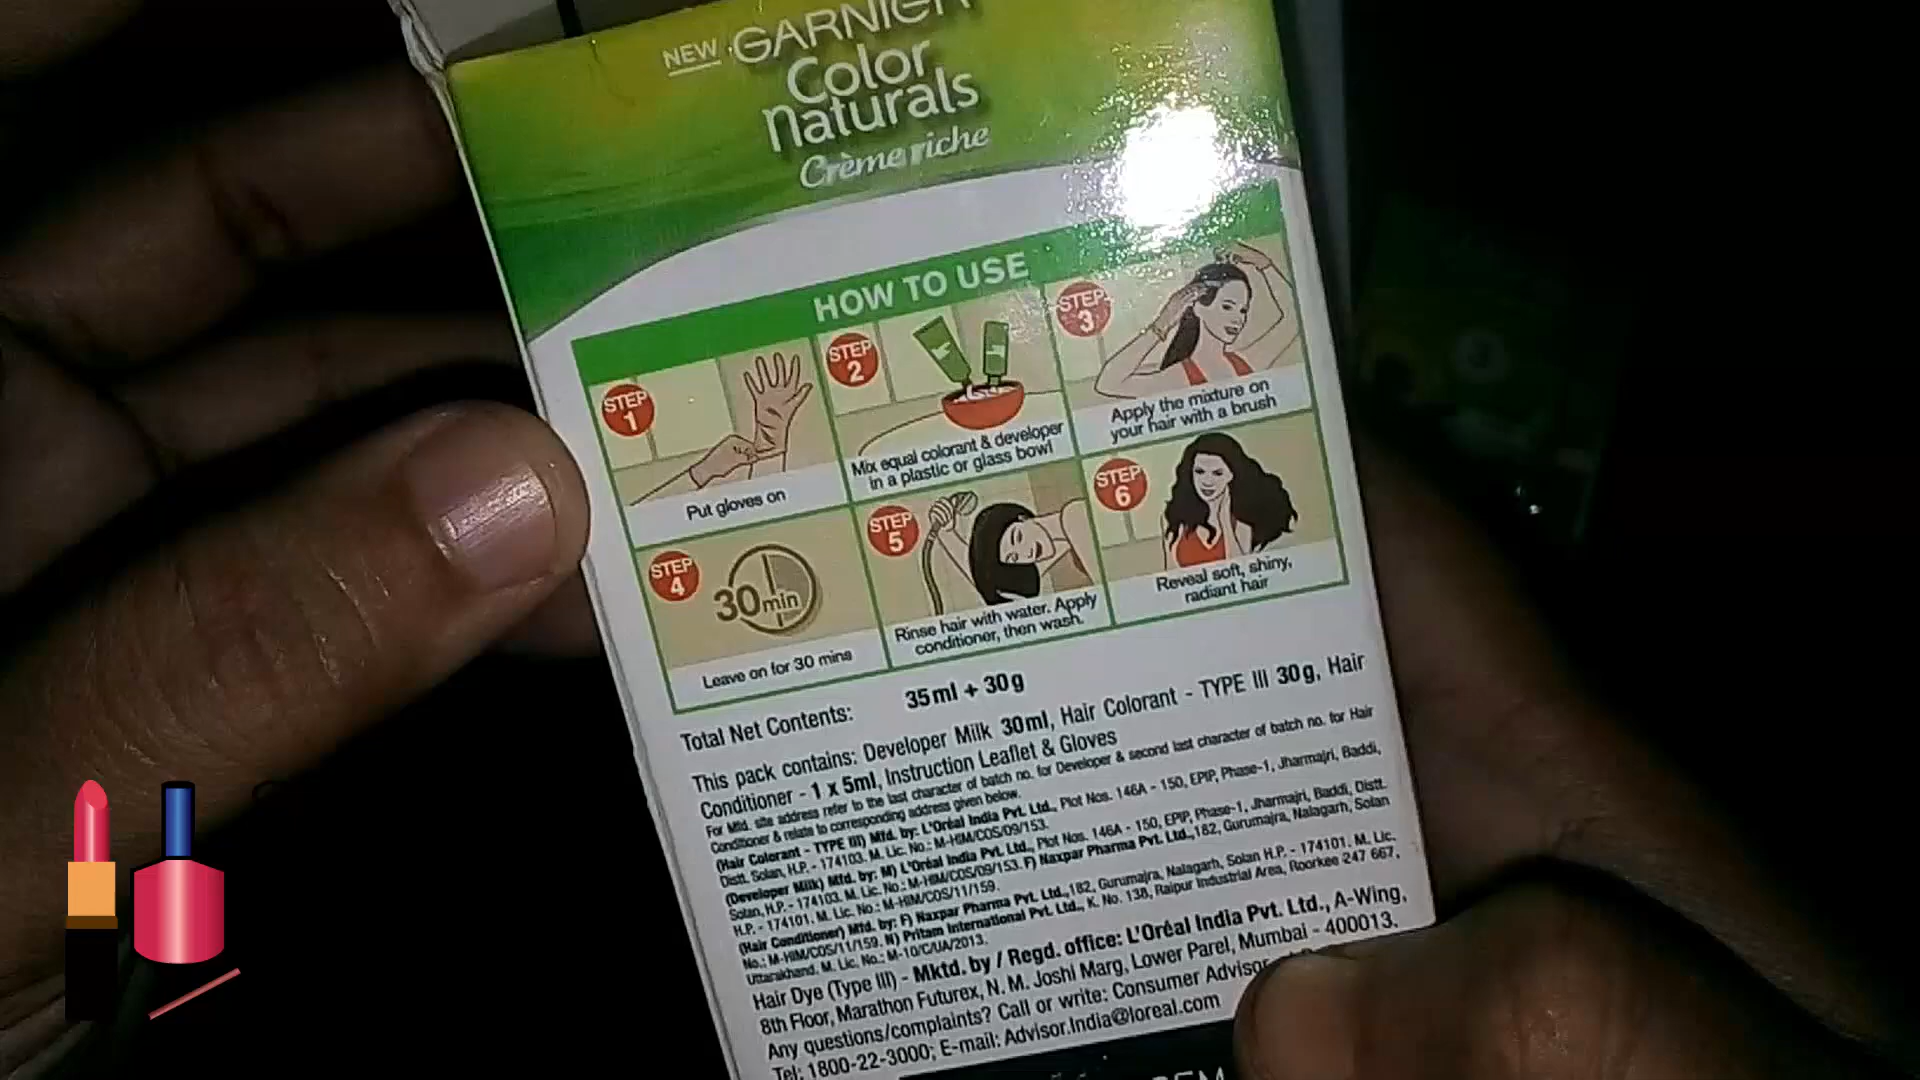 NEW GARNIER
Color
naturals
Crème riche
HOW TO USE
STEP 1
Put gloves on
STEP 2
Mix equal colorant & developer
in a plastic or glass bowl
STEP 3
Apply the mixture on
your hair with a brush
STEP 4
30 min
Leave on for 30 mins
STEP 5
Rinse hair with water. Apply
conditioner, then wash.
STEP 6
Reveal soft, shiny,
radiant hair
Total Net Contents: 35ml + 30g
This pack contains: Developer Milk 30ml, Hair Colorant - TYPE III 30g, Hair
Conditioner - 1 x 5ml, Instruction Leaflet & Gloves
For Mfd. site address refer to the last character of batch no. for Developer & second last character of batch no. for Hair
Conditioner & relate to corresponding address given below.
(Hair Colorant - TYPE III) Mfd. by: L'Oréal India Pvt. Ltd., Plot Nos. 146A - 150, EPIP, Phase-1, Jharmajri, Baddi,
Distt. Solan, H.P. - 174103. M. Lic. No.: M-HIM/COS/09/153.
(Developer Milk) Mfd. by: M) L'Oréal India Pvt. Ltd., Plot Nos. 146A - 150, EPIP, Phase-1, Jharmajri, Baddi, Distt.
Solan, H.P. - 174103. M. Lic. No.: M-HIM/COS/09/153. F) Naxpar Pharma Pvt. Ltd., 182, Gurumajra, Nalagarh, Solan
H.P. - 174101. M. Lic. No.: M-HIM/COS/11/159.
(Hair Conditioner) Mfd. by: F) Naxpar Pharma Pvt. Ltd., 182, Gurumajra, Nalagarh, Solan H.P. - 174101. M. Lic.
No.: M-HIM/COS/11/159. N) Pritam International Pvt. Ltd., K. No. 138, Raipur Industrial Area, Roorkee 247 667,
Uttarakhand. M. Lic. No.: M-10/C/UA/2013.
Hair Dye (Type III) - Mktd. by / Regd. office: L'Oréal India Pvt. Ltd., A-Wing,
8th Floor, Marathon Futurex, N. M. Joshi Marg, Lower Parel, Mumbai - 400013.
Any questions/complaints? Call or write: Consumer Advisor
Tel: 1800-22-3000; E-mail: Advisor.India@loreal.com